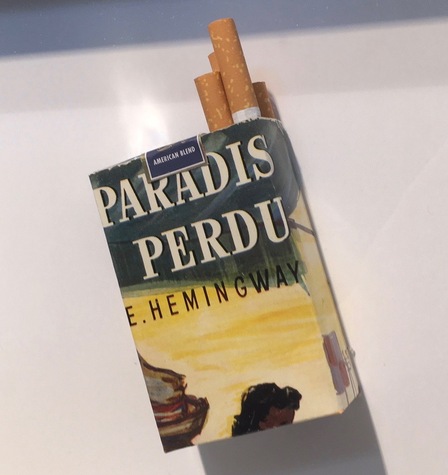 AMERICAN BLEND
PARADIS
PERDU
E.HEMINGWAY